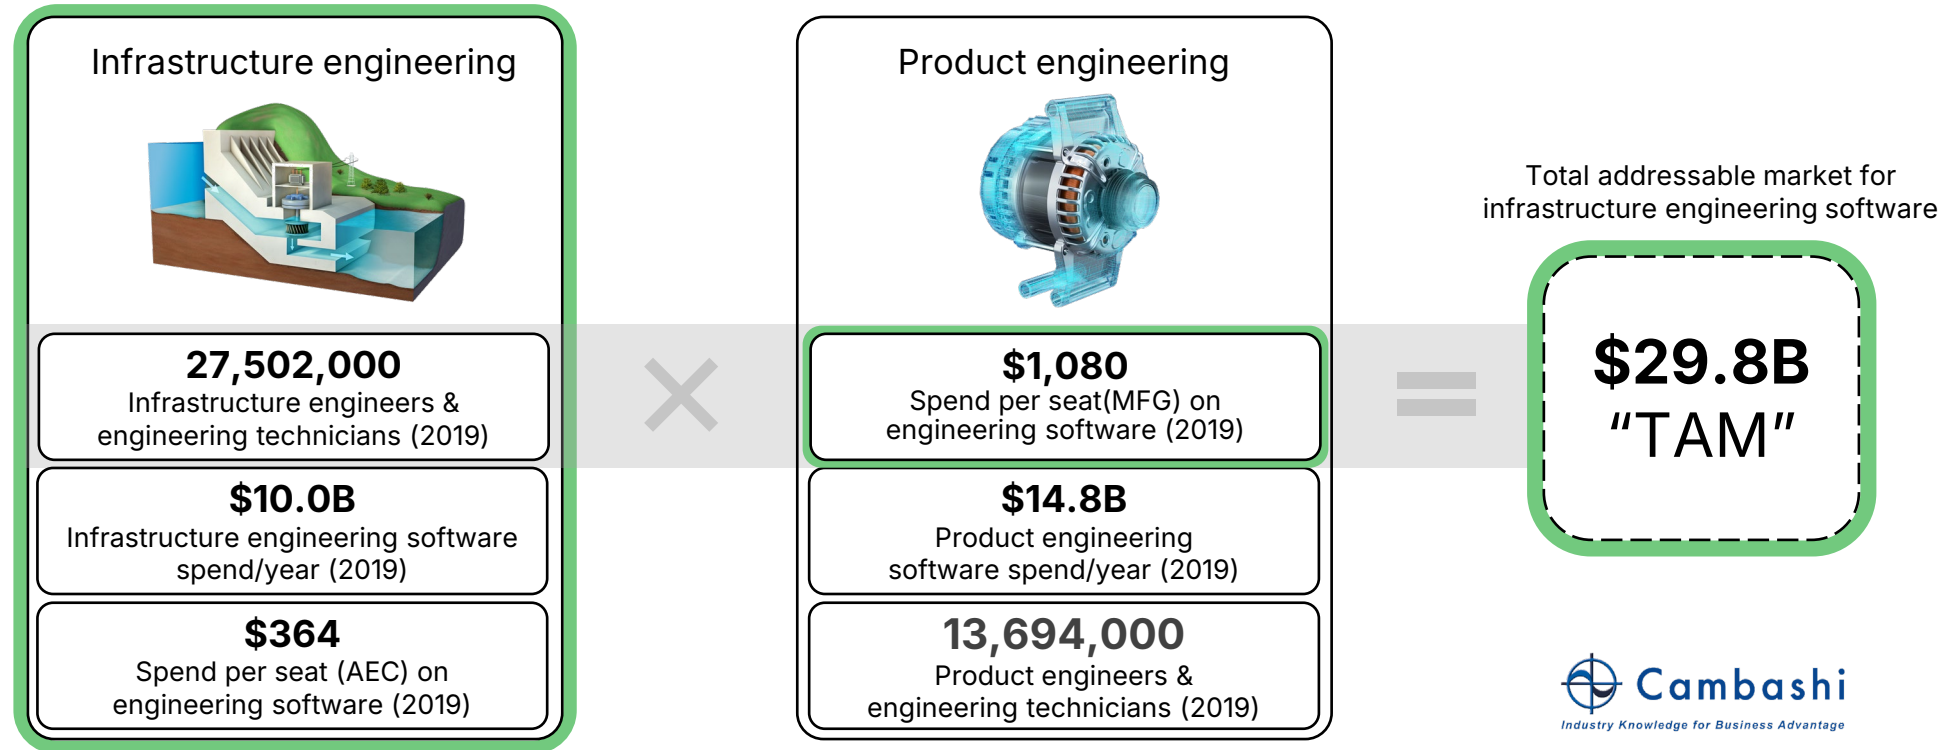 Infrastructure engineering
27,502,000
Infrastructure engineers &
engineering technicians (2019)
$10.0B
Infrastructure engineering software
spend/year (2019)
$364
Spend per seat (AEC) on
engineering software (2019)
×
Product engineering
$1,080
Spend per seat(MFG) on
engineering software (2019)
$14.8B
Product engineering
software spend/year (2019)
13,694,000
Product engineers &
engineering technicians (2019)
=
Total addressable market for
infrastructure engineering software
$29.8B
“TAM”
Cambashi
Industry Knowledge for Business Advantage